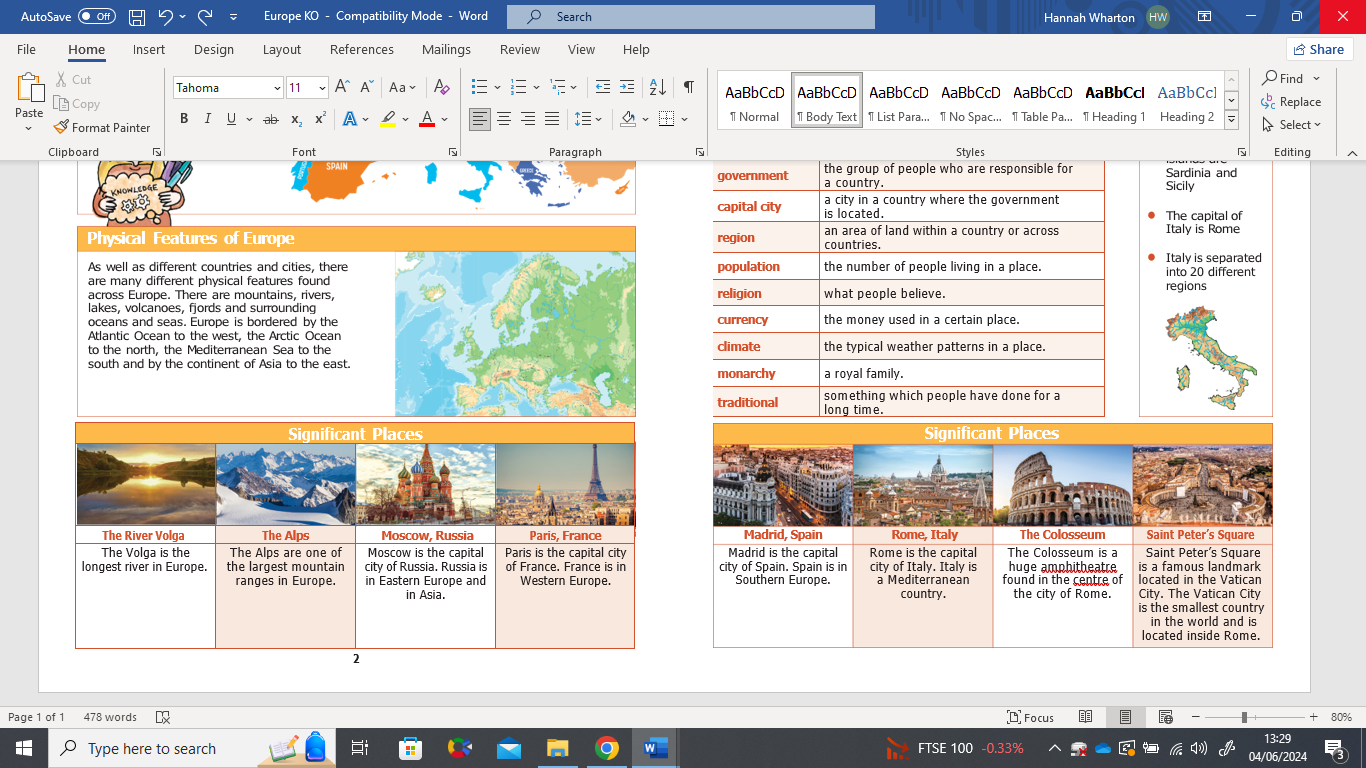 AutoSave Off Europe KO - Compatibility Mode - Word Search Hannah Wharton HW
File Home Insert Design Layout References Mailings Review View Help Share
Paste
Cut
Copy
Format Painter
Clipboard
Tahoma 11
Font
Paragraph
AaBbCcD AaBbCcD AaBbCcD AaBbCcD AaBbCcD AaBbCcI AaBbCcI
¶ Normal ¶ Body Text ¶ List Para... ¶ No Spac... ¶ Table Pa... ¶ Heading 1 Heading 2
Styles
Find
Replace
Select
Editing
KNOWLEDGE
SPAIN
GREECE
Physical Features of Europe
As well as different countries and cities, there
are many different physical features found
across Europe. There are mountains, rivers,
lakes, volcanoes, fjords and surrounding
oceans and seas. Europe is bordered by the
Atlantic Ocean to the west, the Arctic Ocean
to the north, the Mediterranean Sea to the
south and by the continent of Asia to the east.
Significant Places
The River Volga
The Volga is the
longest river in Europe.
The Alps
The Alps are one of
the largest mountain
ranges in Europe.
Moscow, Russia
Moscow is the capital
city of Russia. Russia is
in Eastern Europe and
in Asia.
Paris, France
Paris is the capital city
of France. France is in
Western Europe.
2
government the group of people who are responsible for
a country.
capital city a city in a country where the government
is located.
region an area of land within a country or across
countries.
population the number of people living in a place.
religion what people believe.
currency the money used in a certain place.
climate the typical weather patterns in a place.
monarchy a royal family.
traditional something which people have done for a
long time.
islands are
Sardinia and
Sicily
The capital of
Italy is Rome
Italy is separated
into 20 different
regions
Significant Places
Madrid, Spain
Madrid is the capital
city of Spain. Spain is in
Southern Europe.
Rome, Italy
Rome is the capital
city of Italy. Italy is
a Mediterranean
country.
The Colosseum
The Colosseum is a
huge amphitheatre
found in the centre of
the city of Rome.
Saint Peter’s Square
Saint Peter’s Square
is a famous landmark
located in the Vatican
City. The Vatican City
is the smallest country
in the world and is
located inside Rome.
Page 1 of 1 478 words Focus 80%
Type here to search FTSE 100 -0.33% 13:29
04/06/2024
3